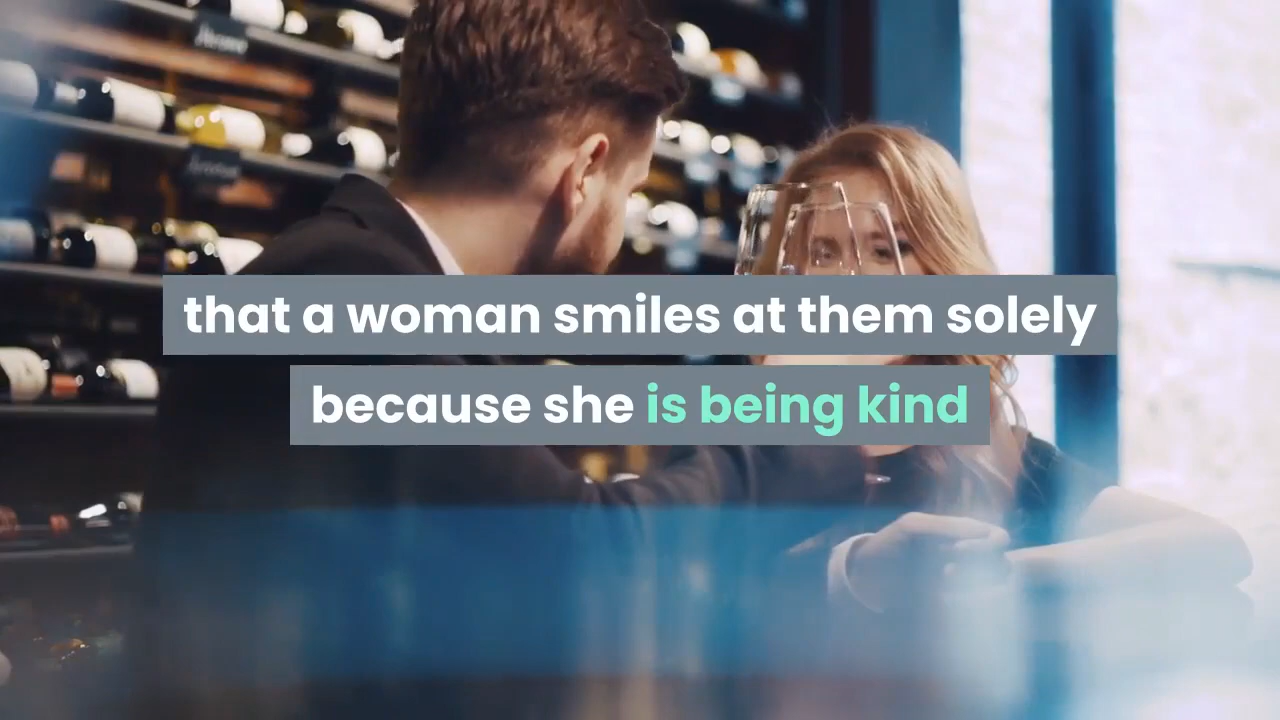 that a woman smiles at them solely
because she is being kind